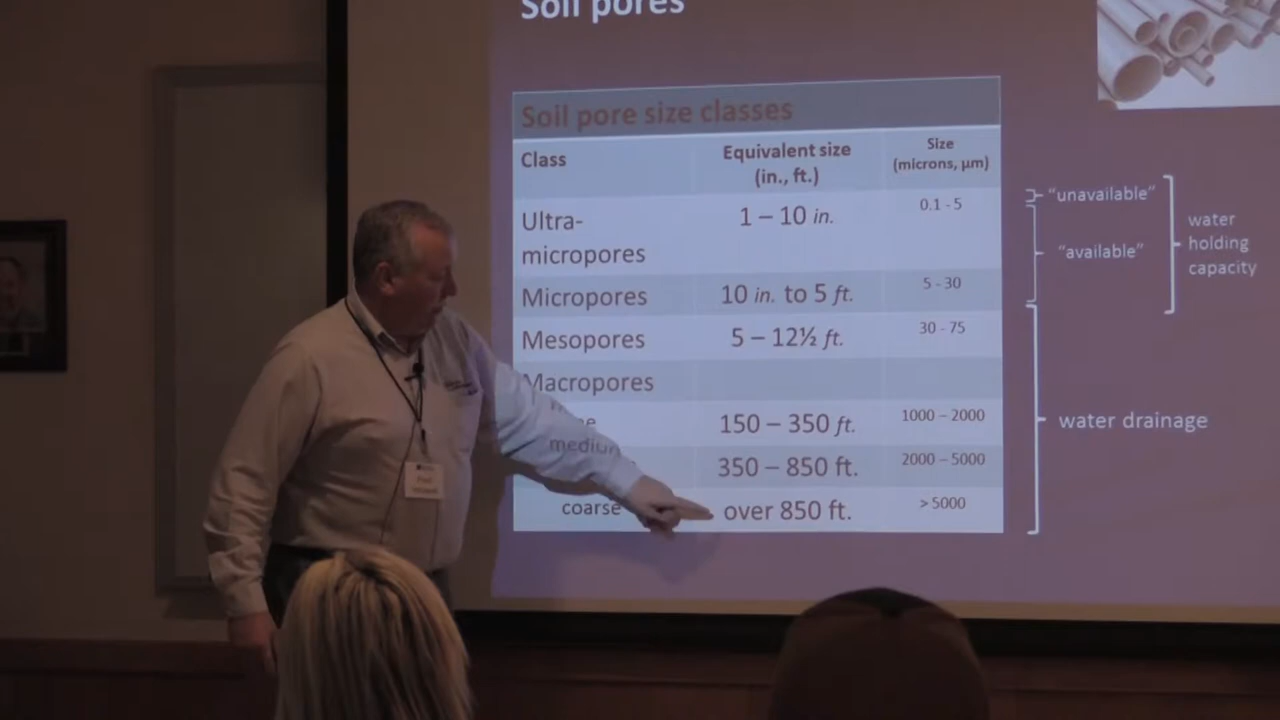 Soil pores
Soil pore size classes
Class
Equivalent size
(in., ft.)
Size
(microns, µm)
Ultra-
micropores
1 – 10 in.
0.1 - 5
Micropores
10 in. to 5 ft.
5 - 30
Mesopores
5 – 12½ ft.
30 - 75
Macropores
150 – 350 ft.
1000 – 2000
350 – 850 ft.
2000 – 5000
coarse
over 850 ft.
> 5000
"unavailable"
"available"
water
holding
capacity
water drainage